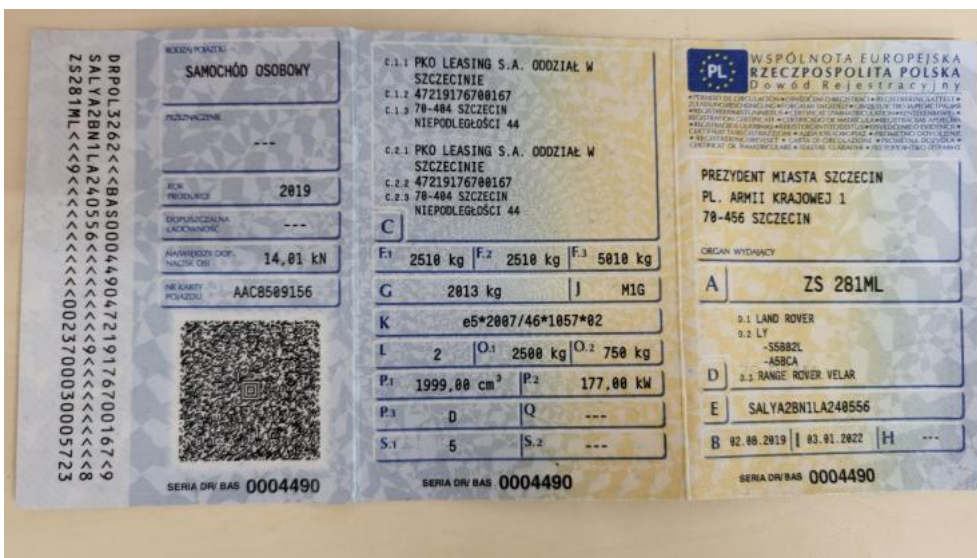 DRPOL3262<<BAS000449047219176700167<9
SALYA2BN1LA240556<<<<<<<9<<<<<<<<8
ZS281ML<<<9<<<<<<<<0023700030005723
RODZAJ POJAZDU
SAMOCHÓD OSOBOWY
PRZEZNACZENIE
---
ROK PRODUKCJI 2019
DOPUSZCZALNA ŁADOWNOŚĆ ---
NAJWIĘKSZY DOP. NACISK OSI 14,01 kN
NR KARTY POJAZDU AAC8509156
SERIA DR/ BAS 0004490
C.1.1 PKO LEASING S.A. ODDZIAŁ W
SZCZECINIE
C.1.2 47219176700167
C.1.3 70-404 SZCZECIN
NIEPODLEGŁOŚCI 44
C.2.1 PKO LEASING S.A. ODDZIAŁ W
SZCZECINIE
C.2.2 47219176700167
C.2.3 70-404 SZCZECIN
NIEPODLEGŁOŚCI 44
C
F.1 2510 kg F.2 2510 kg F.3 5010 kg
G 2013 kg J M1G
K e5*2007/46*1057*02
L 2 O.1 2500 kg O.2 750 kg
P.1 1999,00 cm³ P.2 177,00 kW
P.3 D Q ---
S.1 5 S.2 ---
SERIA DR/ BAS 0004490
PL
WSPÓLNOTA EUROPEJSKA
RZECZPOSPOLITA POLSKA
Dowód Rejestracyjny
PREZYDENT MIASTA SZCZECIN
PL. ARMII KRAJOWEJ 1
70-456 SZCZECIN
ORGAN WYDAJĄCY
A ZS 281ML
D.1 LAND ROVER
D.2 LY
-S5BB2L
-A5BCA
D D.3 RANGE ROVER VELAR
E SALYA2BN1LA240556
B 02.08.2019 I 03.01.2022 H ---
SERIA DR/ BAS 0004490